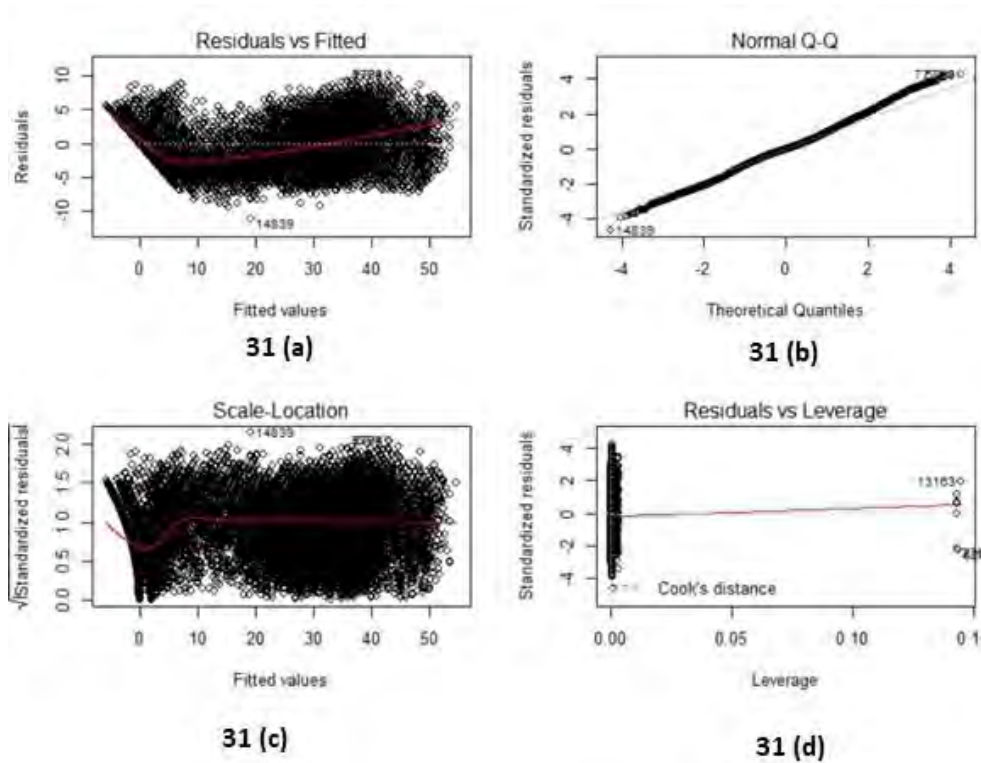 Residuals vs Fitted
Residuals
10
5
0
-5
-10
14839
0 10 20 30 40 50
Fitted values
31 (a)
Normal Q-Q
Standardized residuals
4
2
0
-2
-4
14839
-4 -2 0 2 4
Theoretical Quantiles
31 (b)
Scale-Location
√|Standardized residuals
2.0
1.5
1.0
0.5
0.0
14839
0 10 20 30 40 50
Fitted values
31 (c)
Residuals vs Leverage
Standardized residuals
4
2
0
-2
-4
13163
Cook's distance
0.00 0.05 0.10
Leverage
31 (d)